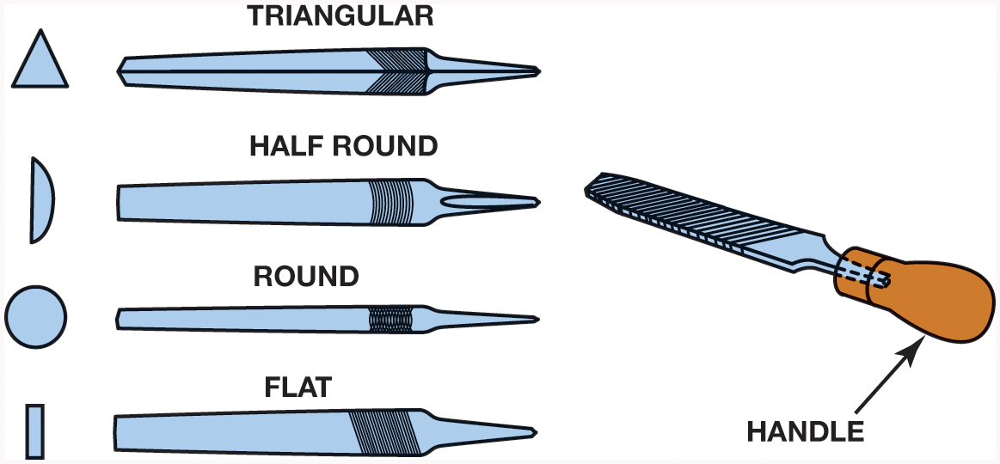 TRIANGULAR
HALF ROUND
ROUND
FLAT
HANDLE